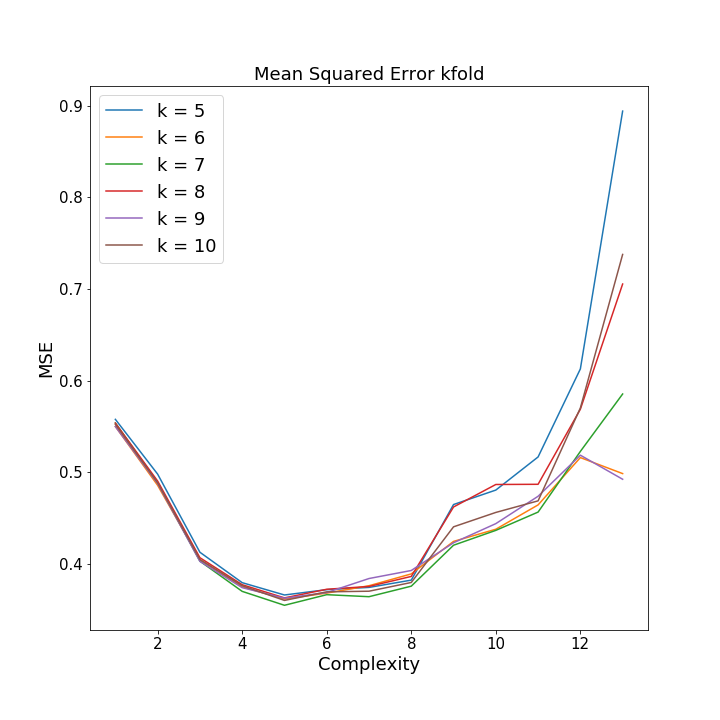 Mean Squared Error kfold
k = 5
k = 6
k = 7
k = 8
k = 9
k = 10
0.9
0.8
0.7
0.6
0.5
0.4
MSE
2 4 6 8 10 12
Complexity